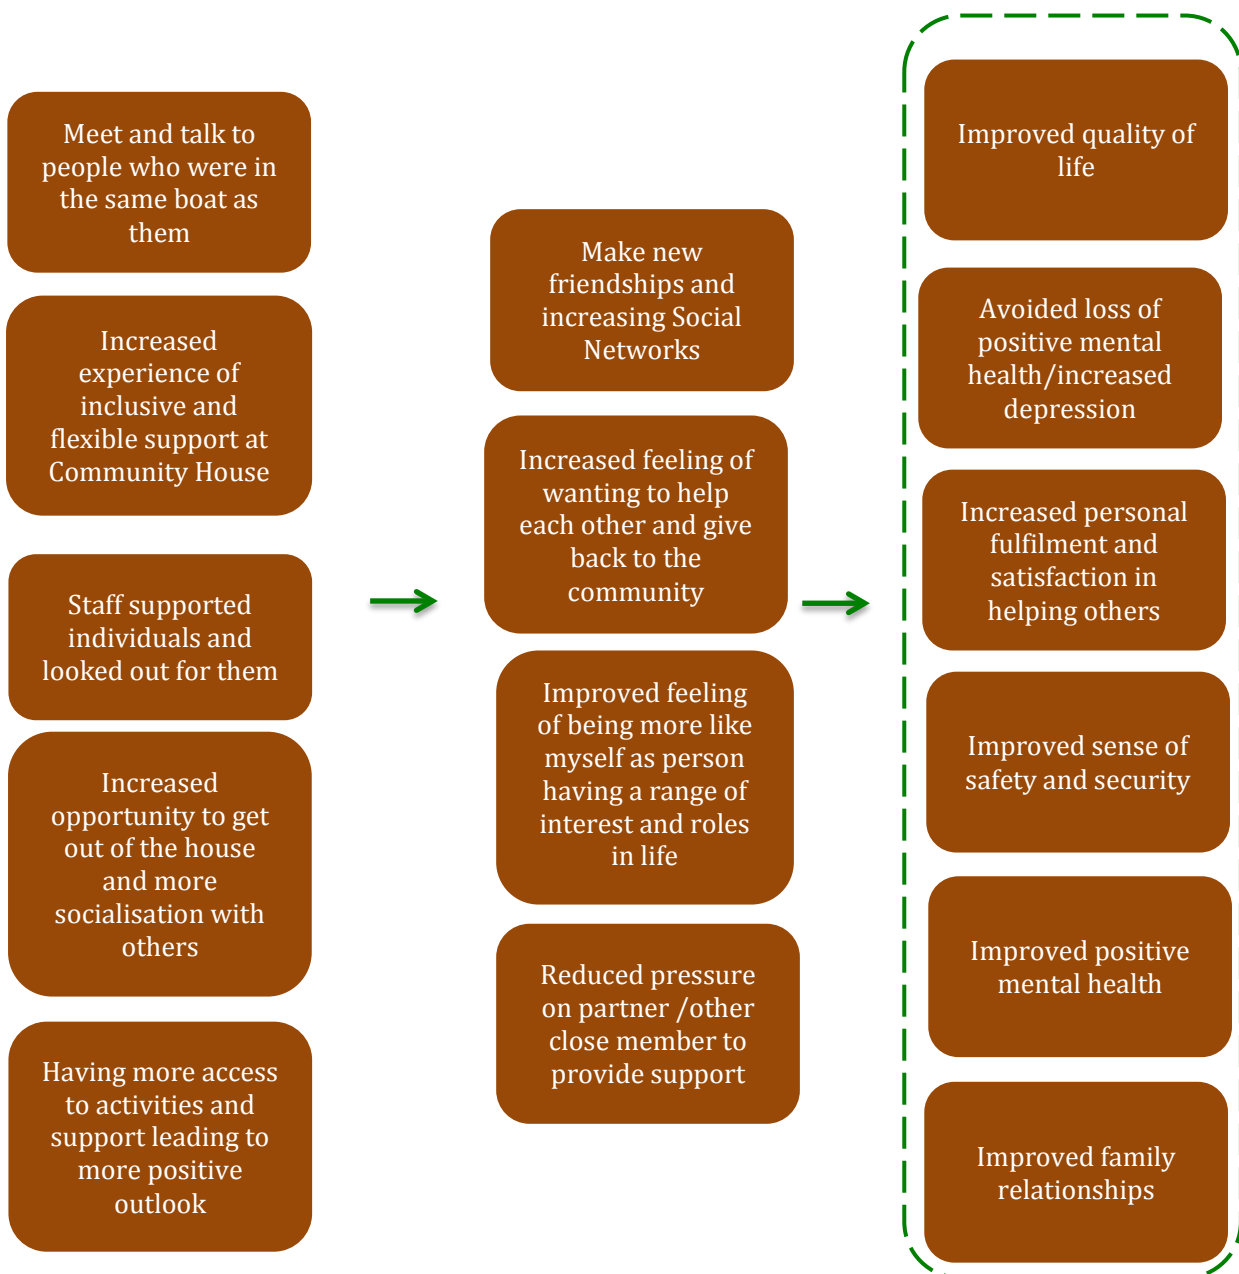 Meet and talk to
people who were in
the same boat as
them
Increased
experience of
inclusive and
flexible support at
Community House
Staff supported
individuals and
looked out for them
Increased
opportunity to get
out of the house
and more
socialisation with
others
Having more access
to activities and
support leading to
more positive
outlook
Make new
friendships and
increasing Social
Networks
Increased feeling of
wanting to help
each other and give
back to the
community
Improved feeling
of being more like
myself as person
having a range of
interest and roles
in life
Reduced pressure
on partner /other
close member to
provide support
Improved quality of
life
Avoided loss of
positive mental
health/increased
depression
Increased personal
fulfilment and
satisfaction in
helping others
Improved sense of
safety and security
Improved positive
mental health
Improved family
relationships